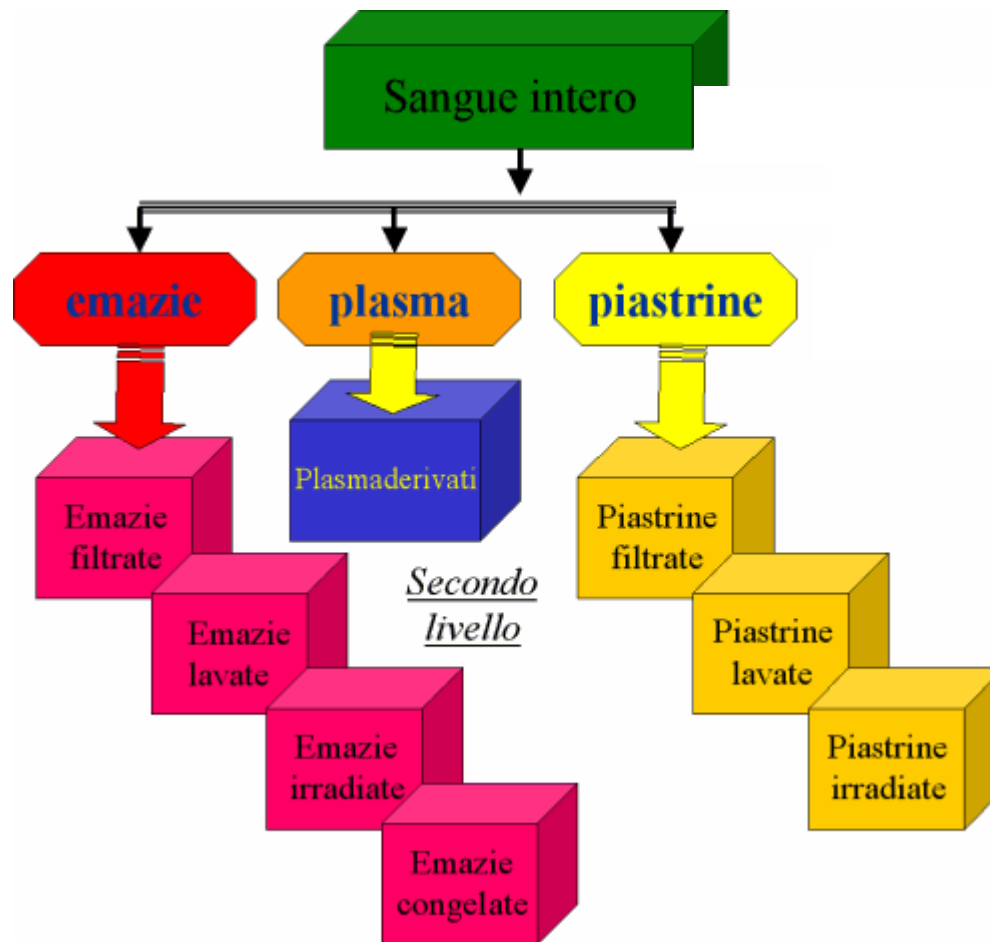 Sangue intero
emazie
plasma
piastrine
Plasmaderivati
Emazie
filtrate
Piastrine
filtrate
Secondo
livello
Emazie
lavate
Piastrine
lavate
Emazie
irradiate
Piastrine
irradiate
Emazie
congelate